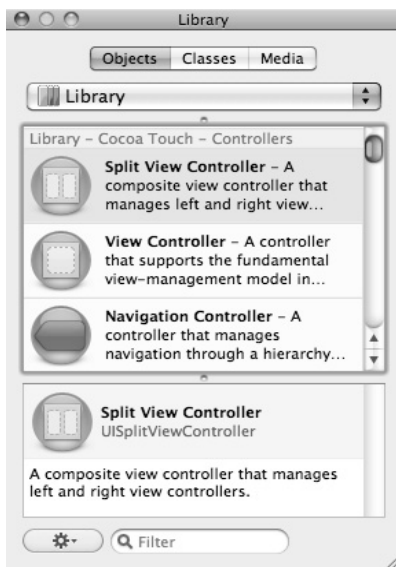 Library
Objects Classes Media
Library
Library – Cocoa Touch – Controllers
Split View Controller – A
composite view controller that
manages left and right view...
View Controller – A controller
that supports the fundamental
view-management model in...
Navigation Controller – A
controller that manages
navigation through a hierarchy...
Split View Controller
UISplitViewController
A composite view controller that manages
left and right view controllers.
Filter